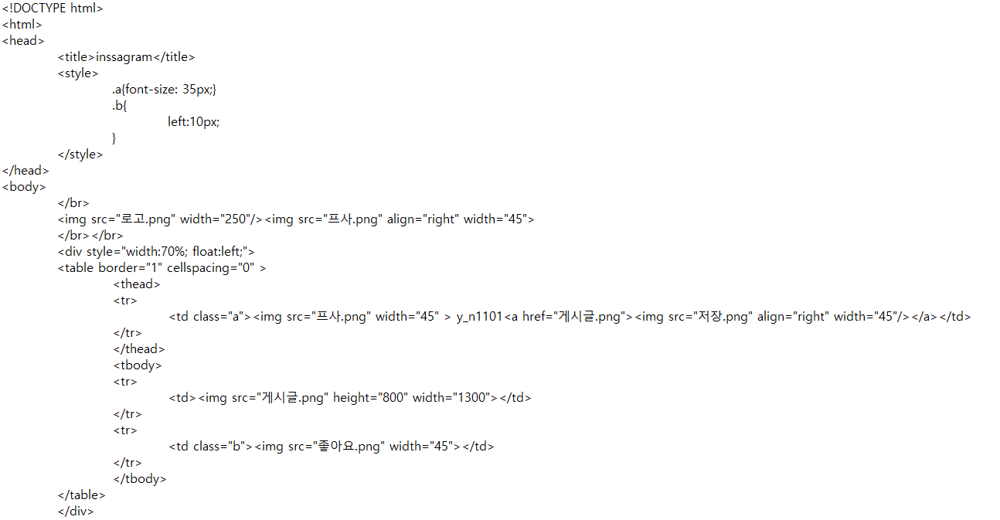 <!DOCTYPE html>
<html>
<head>
	<title>inssagram</title>
	<style>
		.a{font-size: 35px;}
		.b{
			left:10px;
		}
	</style>
</head>
<body>
	</br>
	<img src="로고.png" width="250"/><img src="프사.png" align="right" width="45">
	</br></br>
	<div style="width:70%; float:left;">
	<table border="1" cellspacing="0" >
		<thead>
		<tr>
			<td class="a"><img src="프사.png" width="45" > y_n1101<a href="게시글.png"><img src="저장.png" align="right" width="45"/></a></td>
		</tr>
		</thead>
		<tbody>
		<tr>
			<td><img src="게시글.png" height="800" width="1300"></td>
		</tr>
		<tr>
			<td class="b"><img src="좋아요.png" width="45"></td>
		</tr>
		</tbody>
	</table>
	</div>